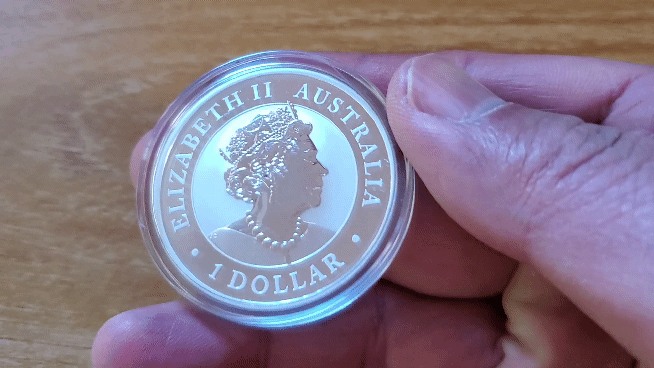 ELIZABETH II AUSTRALIA
• 1 DOLLAR •